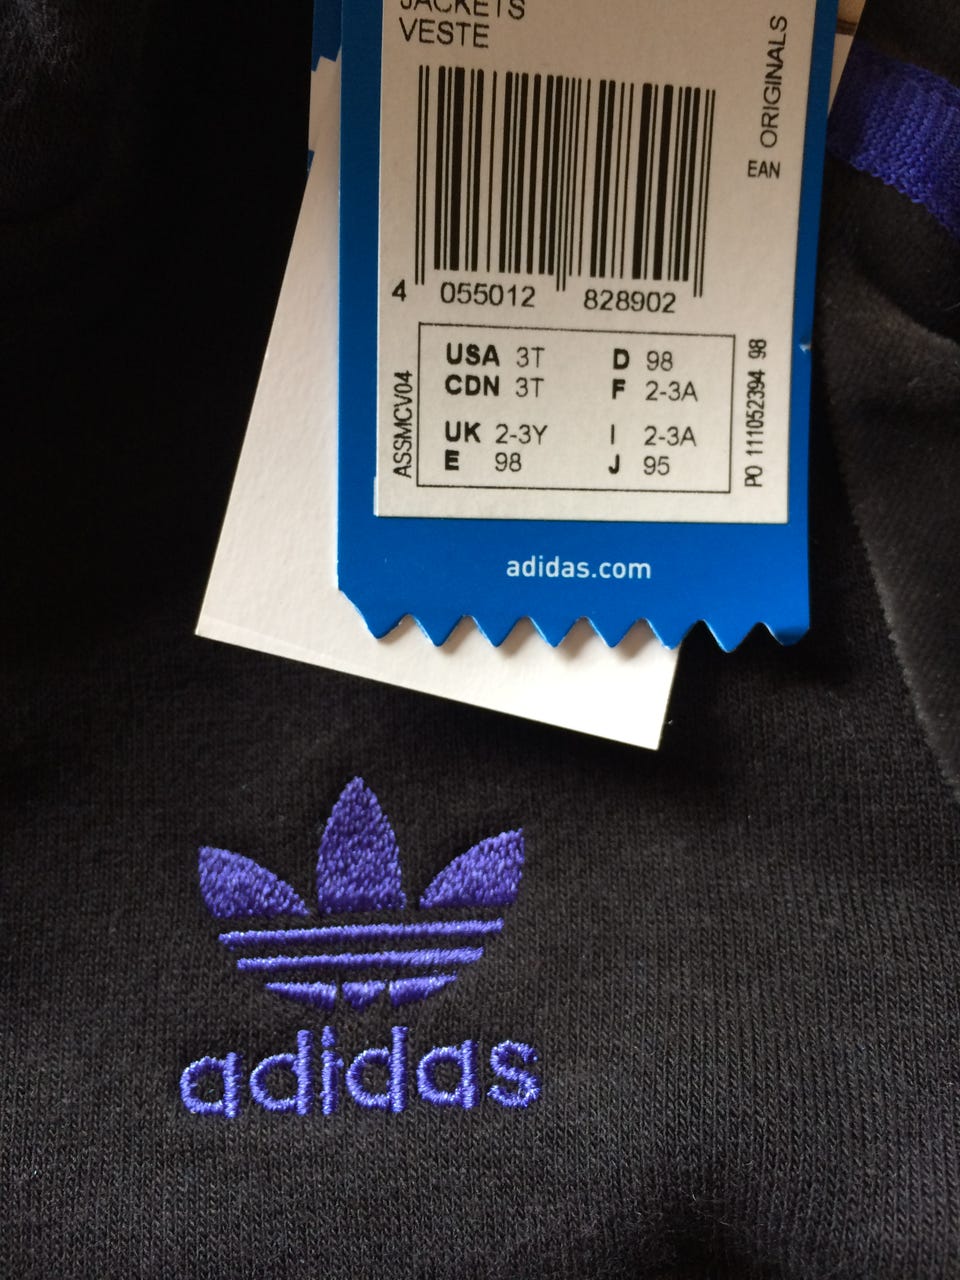 JACKETS
VESTE
ORIGINALS
EAN
4 055012 828902
USA 3T D 98
CDN 3T F 2-3A
UK 2-3Y I 2-3A
E 98 J 95
ASSMCV04
PO 111052394 98
adidas.com
adidas